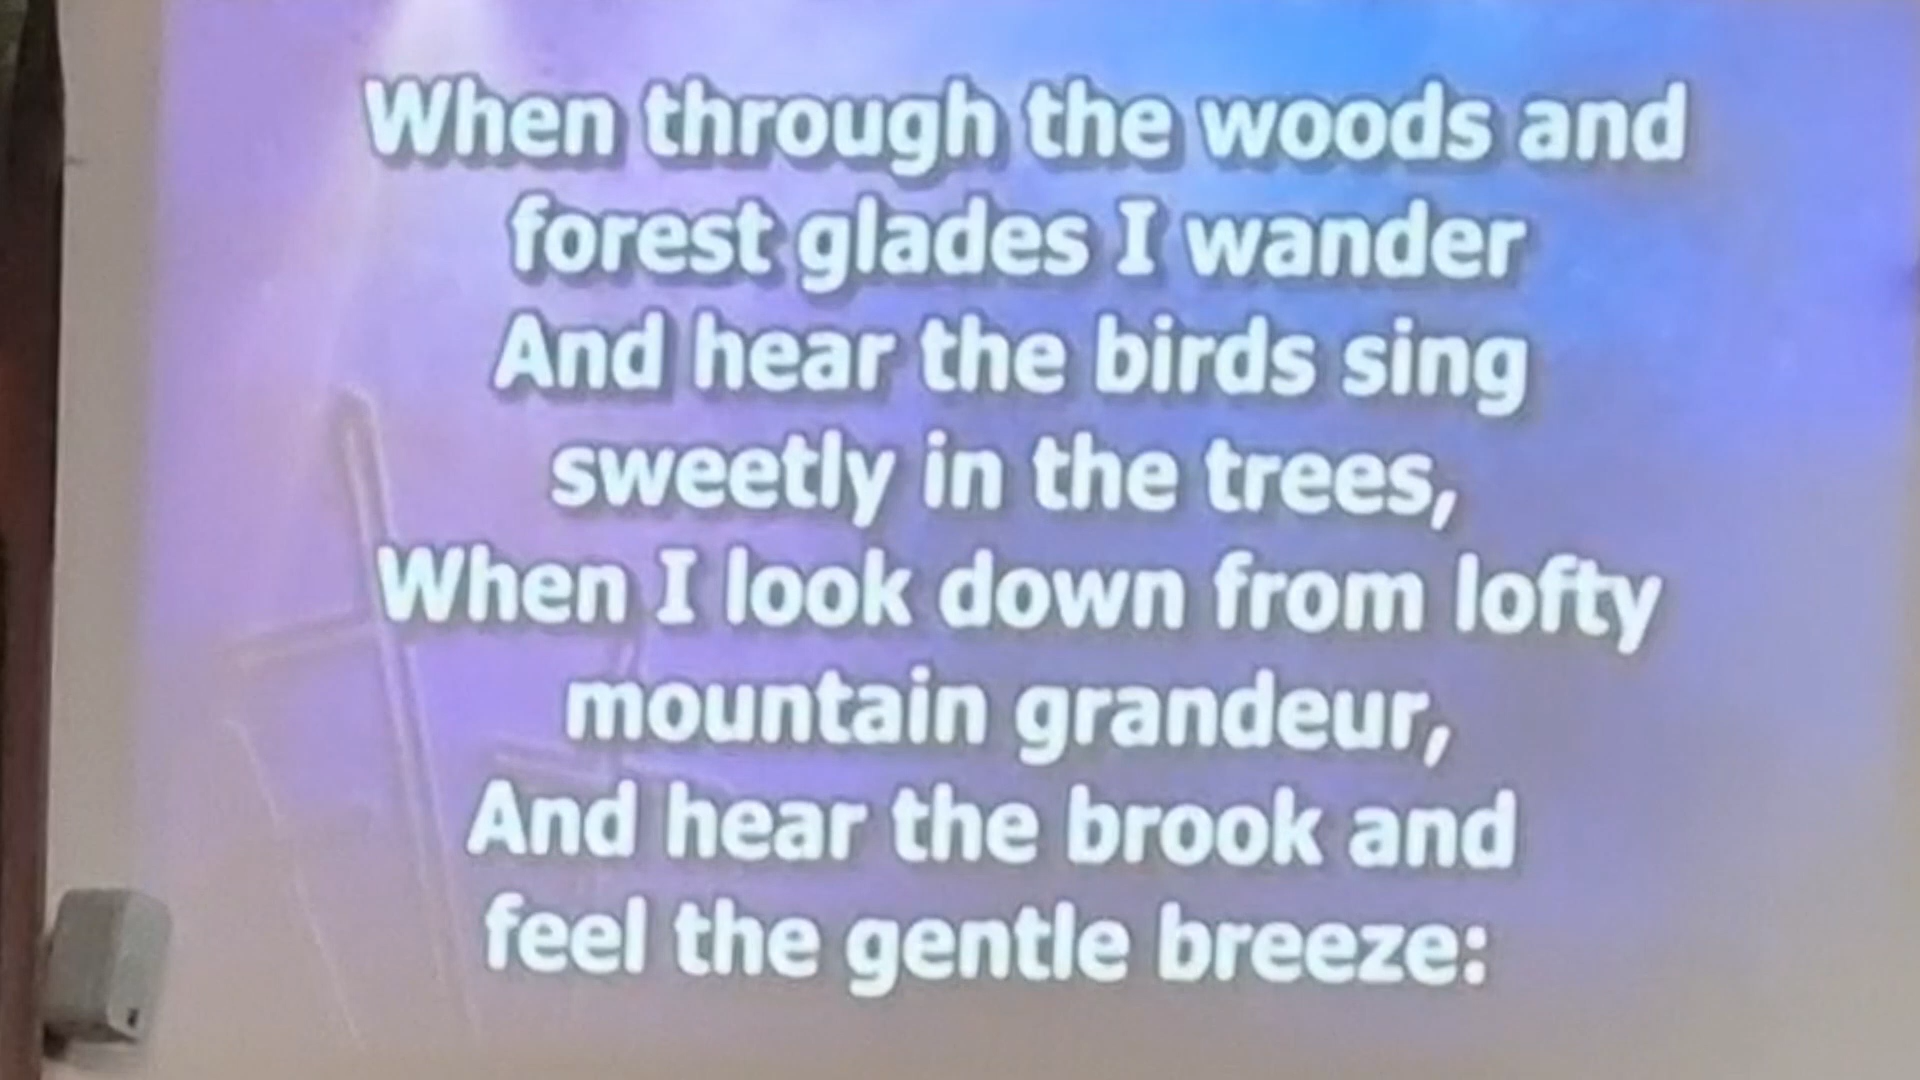 When through the woods and
forest glades I wander
And hear the birds sing
sweetly in the trees,
When I look down from lofty
mountain grandeur,
And hear the brook and
feel the gentle breeze: